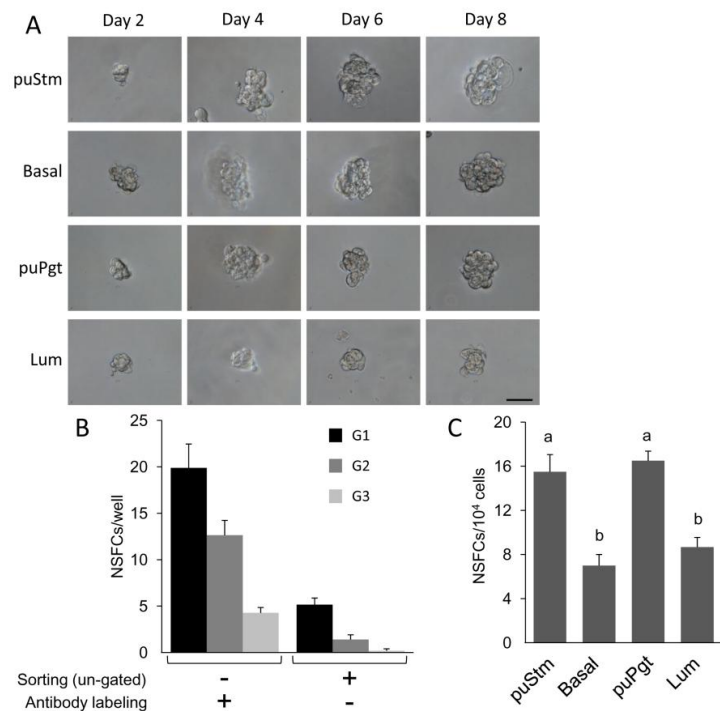 A
Day 2 Day 4 Day 6 Day 8
puStm
Basal
puPgt
Lum
B
25
20
15
10
5
0
NSFCs/well
G1
G2
G3
Sorting (un-gated) - +
Antibody labeling + -
C
20
16
12
8
4
0
NSFCs/10⁴ cells
a
b
a
b
puStm Basal puPgt Lum